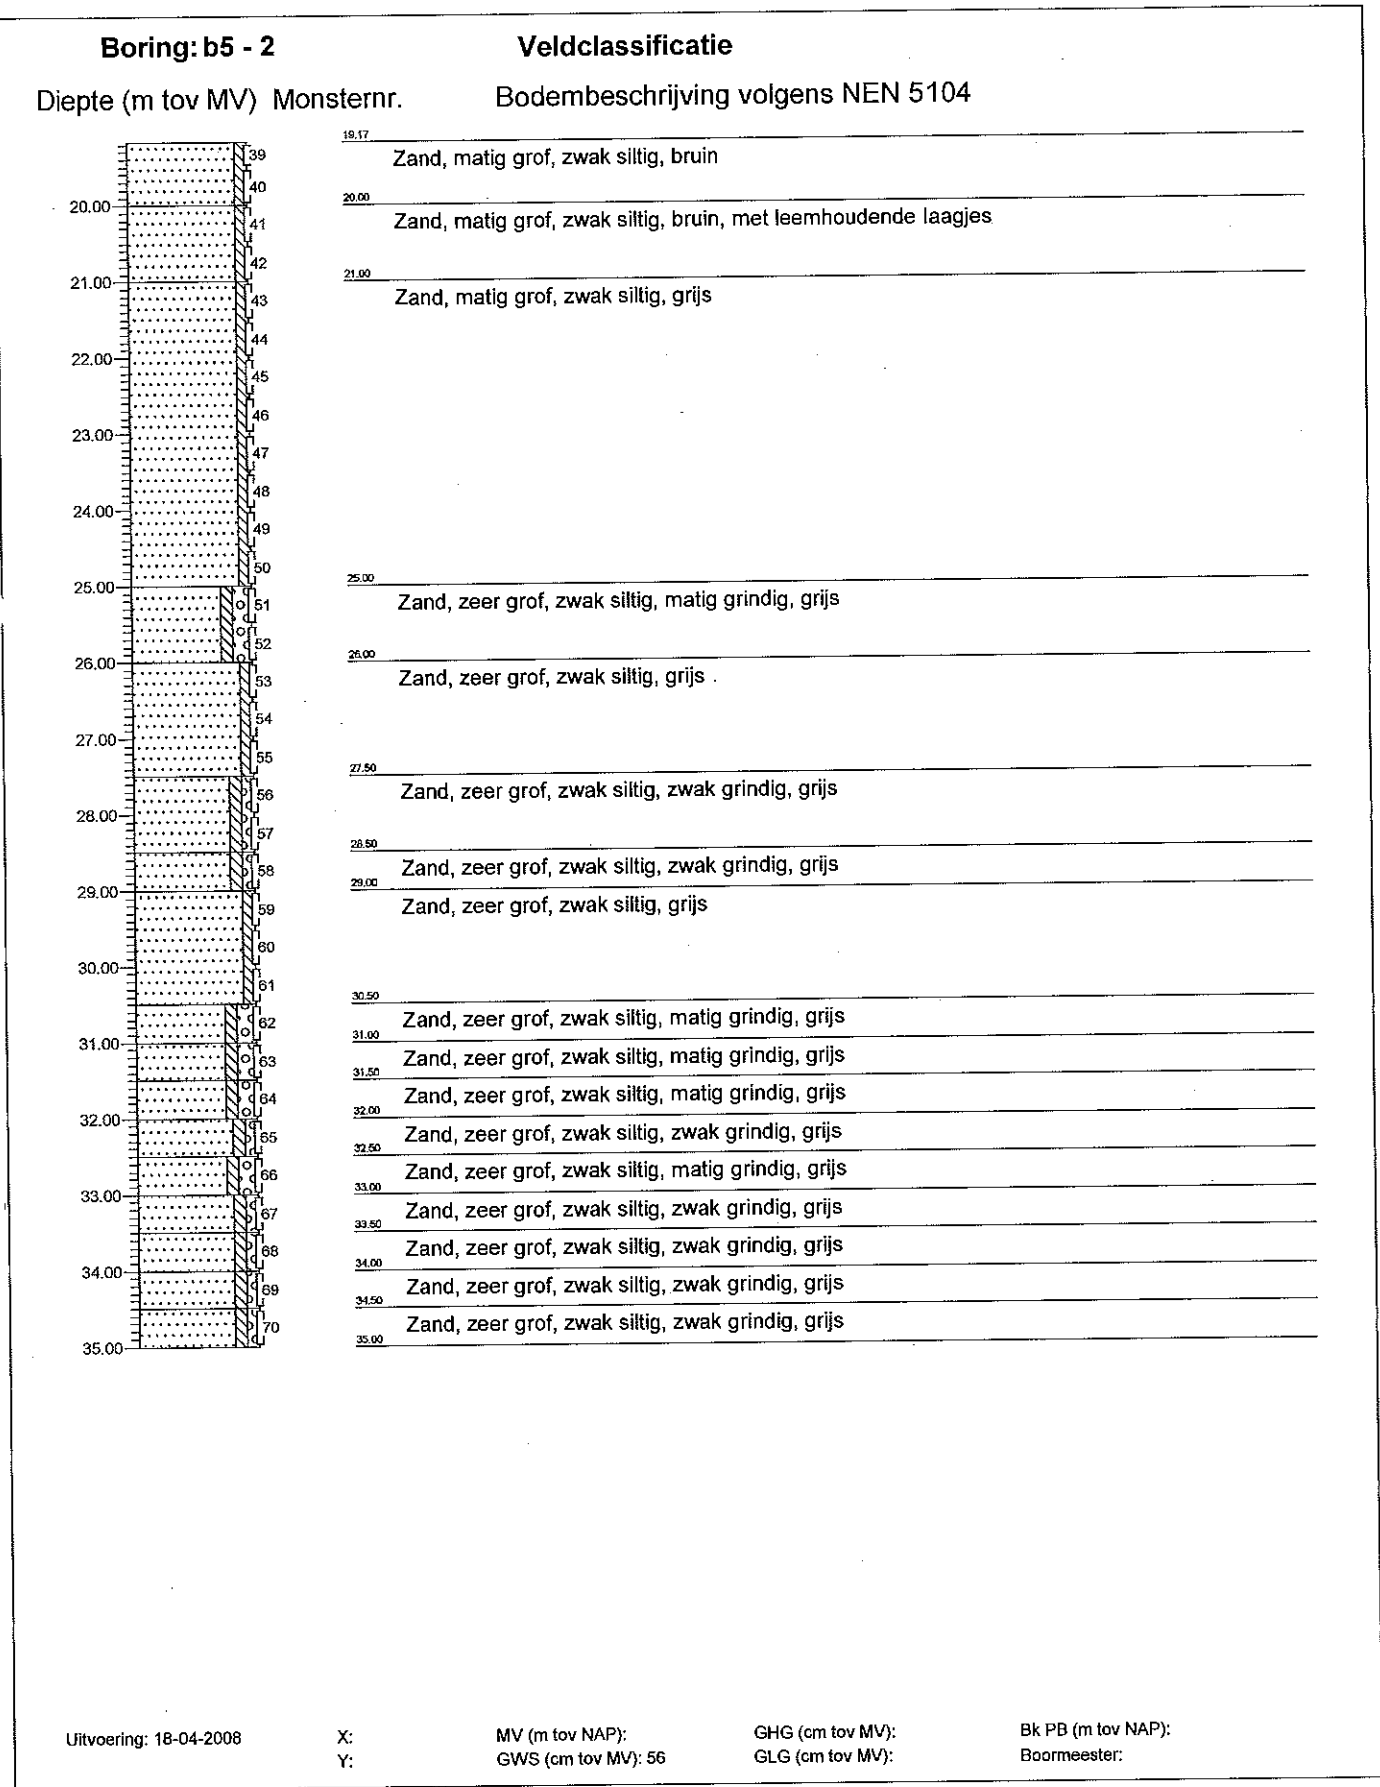 Boring: b5 - 2 Veldclassificatie
Diepte (m tov MV) Monsternr. Bodembeschrijving volgens NEN 5104
19.17
39 Zand, matig grof, zwak siltig, bruin
40
20.00 20.00
41 Zand, matig grof, zwak siltig, bruin, met leemhoudende laagjes
42
21.00 21.00
43 Zand, matig grof, zwak siltig, grijs
44
22.00
45
46
23.00
47
48
24.00
49
50
25.00 25.00
51 Zand, zeer grof, zwak siltig, matig grindig, grijs
52
26.00 26.00
53 Zand, zeer grof, zwak siltig, grijs
54
27.00
55
27.50
56 Zand, zeer grof, zwak siltig, zwak grindig, grijs
28.00
57
28.50
58 Zand, zeer grof, zwak siltig, zwak grindig, grijs
29.00 29.00
59 Zand, zeer grof, zwak siltig, grijs
60
30.00
61
30.50
62 Zand, zeer grof, zwak siltig, matig grindig, grijs
31.00 31.00
63 Zand, zeer grof, zwak siltig, matig grindig, grijs
31.50
64 Zand, zeer grof, zwak siltig, matig grindig, grijs
32.00 32.00
65 Zand, zeer grof, zwak siltig, zwak grindig, grijs
32.50
66 Zand, zeer grof, zwak siltig, matig grindig, grijs
33.00 33.00
67 Zand, zeer grof, zwak siltig, zwak grindig, grijs
33.50
68 Zand, zeer grof, zwak siltig, zwak grindig, grijs
34.00 34.00
69 Zand, zeer grof, zwak siltig, zwak grindig, grijs
34.50
70 Zand, zeer grof, zwak siltig, zwak grindig, grijs
35.00 35.00
Uitvoering: 18-04-2008 X: MV (m tov NAP): GHG (cm tov MV): Bk PB (m tov NAP):
Y: GWS (cm tov MV): 56 GLG (cm tov MV): Boormeester: